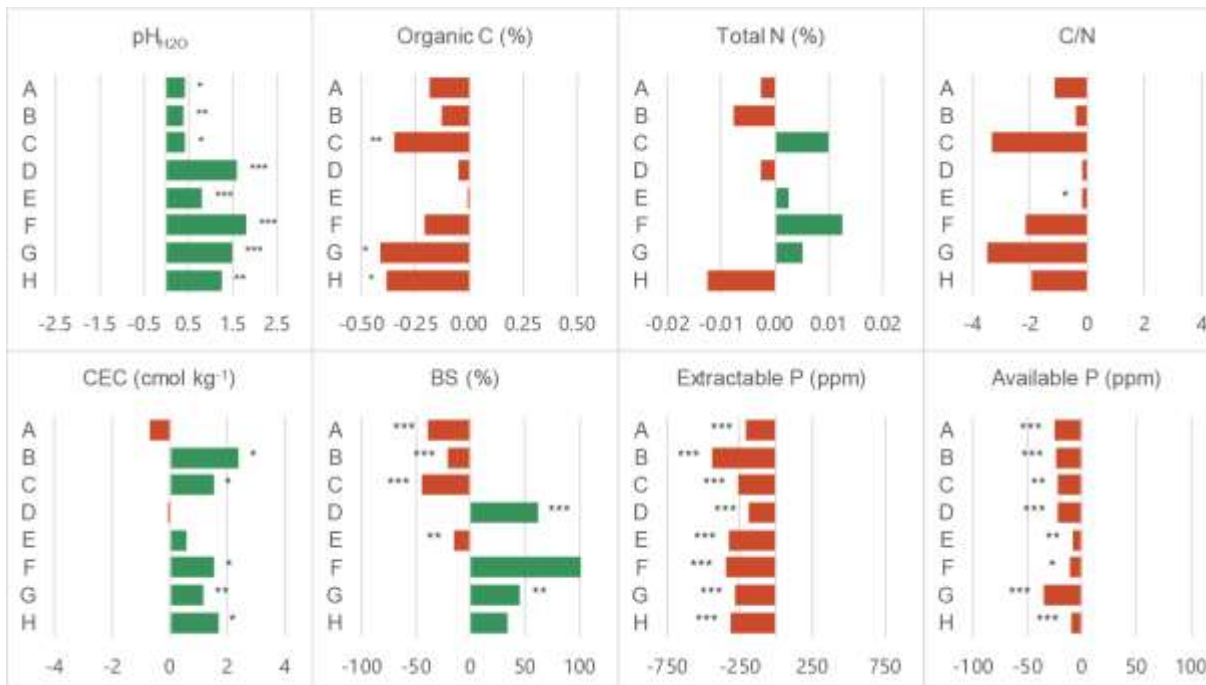 pHH2O
A *
B **
C *
D ***
E ***
F ***
G ***
H **
-2.5 -1.5 -0.5 0.5 1.5 2.5
Organic C (%)
A
B
C **
D
E
F
G *
H *
-0.50 -0.25 0.00 0.25 0.50
Total N (%)
A
B
C
D
E
F
G
H
-0.02 -0.01 0.00 0.01 0.02
C/N
A
B
C
D
E *
F
G
H
-4 -2 0 2 4
CEC (cmol kg-1)
A
B *
C *
D
E
F *
G **
H *
-4 -2 0 2 4
BS (%)
A ***
B ***
C ***
D ***
E **
F
G **
H
-100 -50 0 50 100
Extractable P (ppm)
A ***
B ***
C ***
D ***
E ***
F ***
G ***
H ***
-750 -250 250 750
Available P (ppm)
A ***
B ***
C **
D ***
E **
F *
G ***
H ***
-100 -50 0 50 100